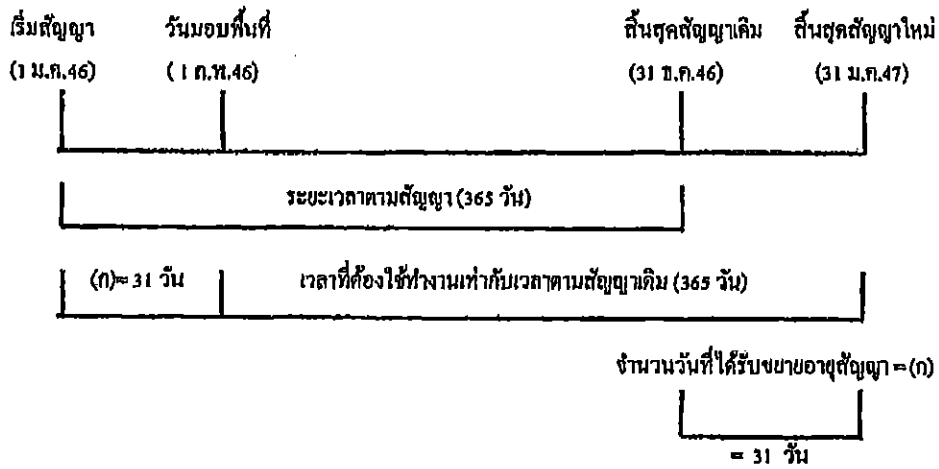 เริ่มสัญญา วันมอบพื้นที่ สิ้นสุดสัญญาเดิม สิ้นสุดสัญญาใหม่
(1 ม.ค.46) ( 1 ก.พ.46) (31 ธ.ค.46) (31 ม.ค.47)
ระยะเวลาตามสัญญา (365 วัน)
(ก)= 31 วัน เวลาที่ต้องใช้ทำงานเท่ากับเวลาตามสัญญาเดิม (365 วัน)
จำนวนวันที่ได้รับขยายอายุสัญญา = (ก)
= 31 วัน